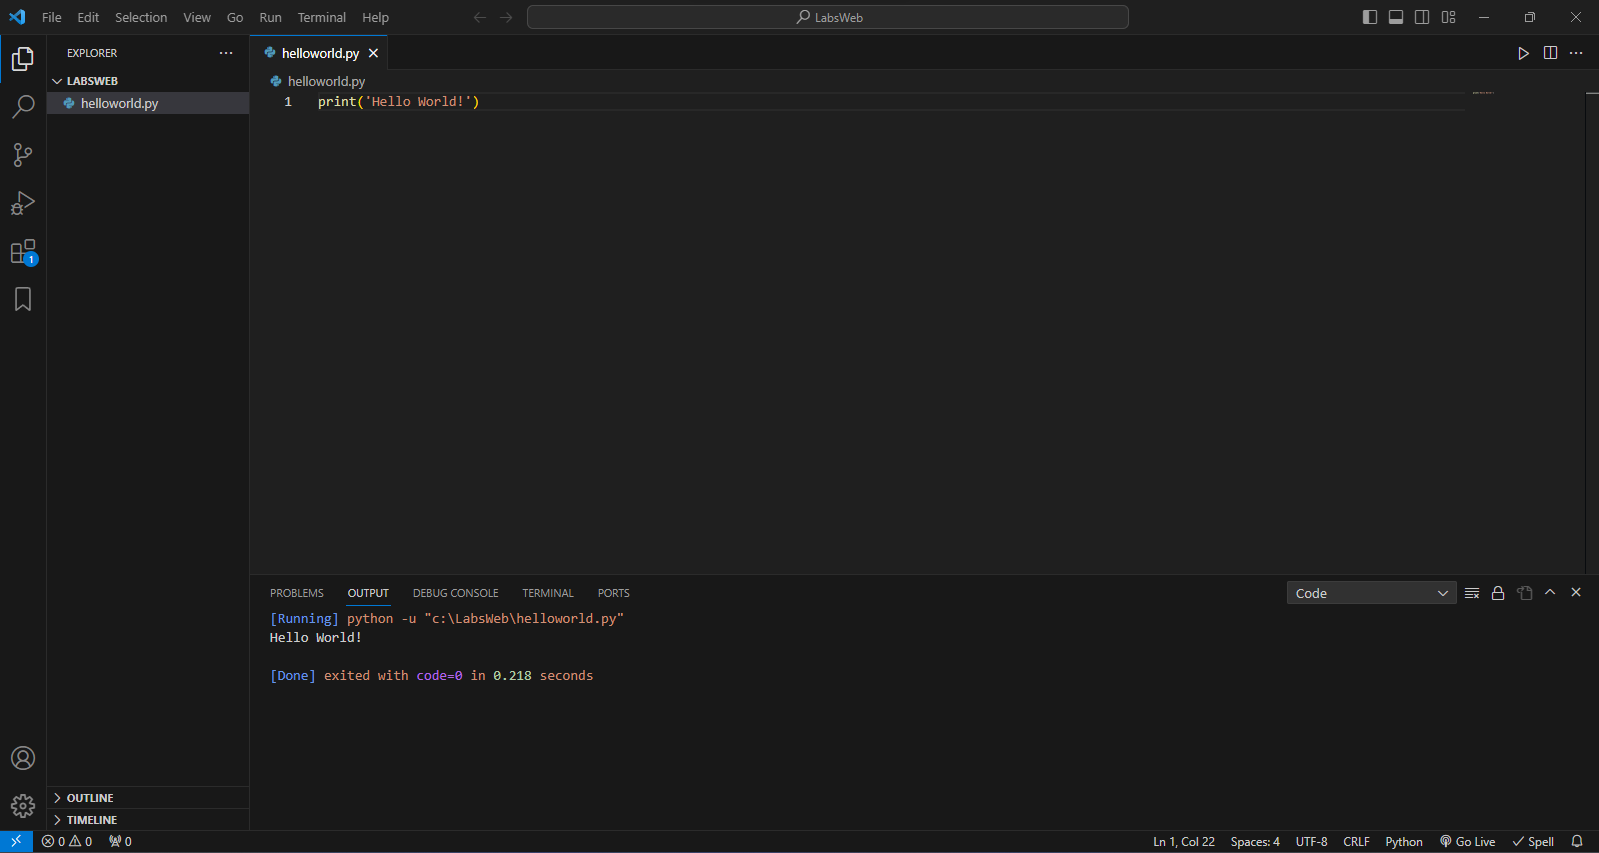 File Edit Selection View Go Run Terminal Help LabsWeb
EXPLORER
LABSWEB
helloworld.py
1
OUTLINE
TIMELINE
helloworld.py
helloworld.py
1 print('Hello World!')
PROBLEMS OUTPUT DEBUG CONSOLE TERMINAL PORTS Code
[Running] python -u "c:\LabsWeb\helloworld.py"
Hello World!
[Done] exited with code=0 in 0.218 seconds
0 0 0 Ln 1, Col 22 Spaces: 4 UTF-8 CRLF Python Go Live Spell